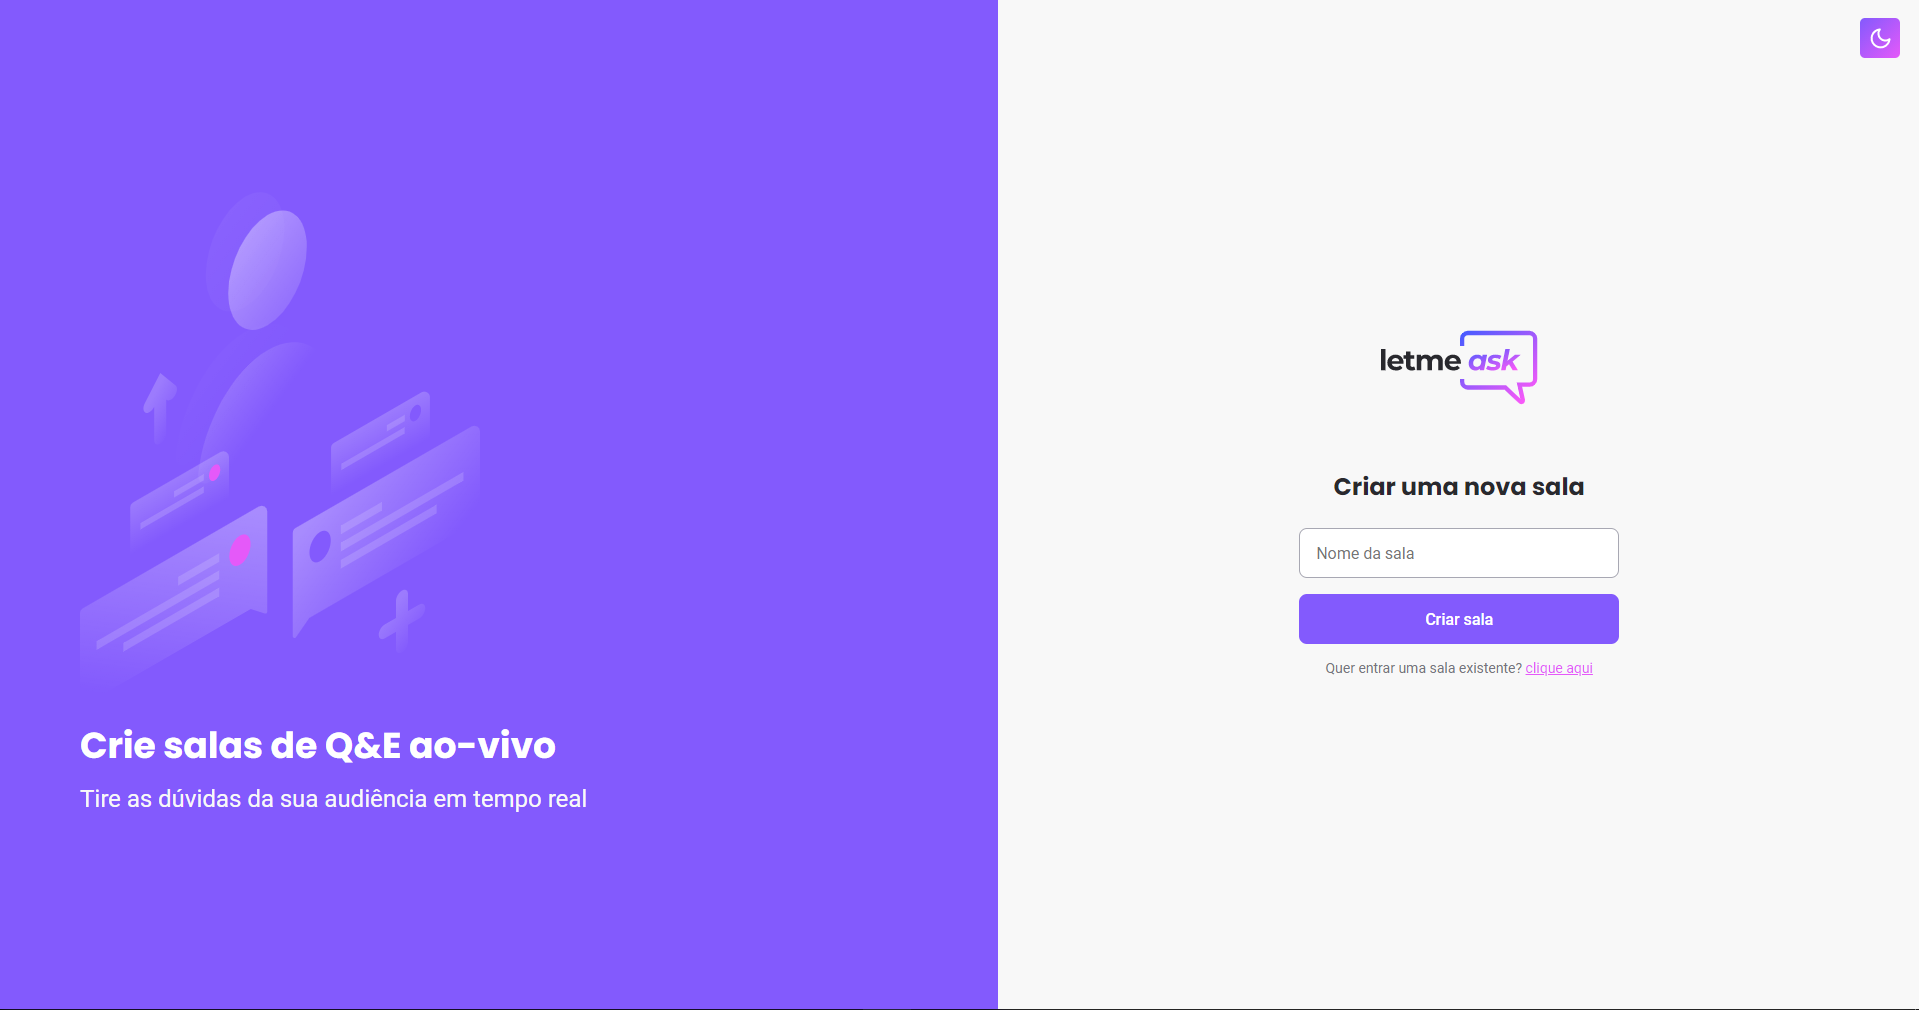 Crie salas de Q&E ao-vivo
Tire as dúvidas da sua audiência em tempo real
letme ask
Criar uma nova sala
Nome da sala
Criar sala
Quer entrar uma sala existente? clique aqui